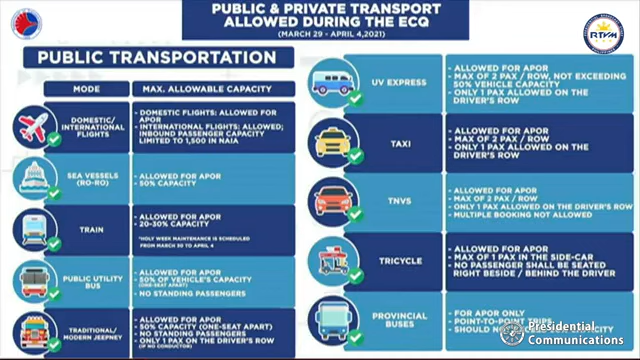 PUBLIC & PRIVATE TRANSPORT
ALLOWED DURING THE ECQ
(MARCH 29 - APRIL 4,2021)
RTVM
PUBLIC TRANSPORTATION
MODE
MAX. ALLOWABLE CAPACITY
DOMESTIC/
INTERNATIONAL
FLIGHTS
- DOMESTIC FLIGHTS: ALLOWED FOR
APOR
- INTERNATIONAL FLIGHTS: ALLOWED;
INBOUND PASSENGER CAPACITY
LIMITED TO 1,500 IN NAIA
SEA VESSELS
(RO-RO)
- ALLOWED FOR APOR
- 50% CAPACITY
TRAIN
- ALLOWED FOR APOR
- 20-30% CAPACITY
*HOLY WEEK MAINTENANCE IS SCHEDULED
FROM MARCH 30 TO APRIL 4
PUBLIC UTILITY
BUS
- ALLOWED FOR APOR
- 50% OF VEHICLE'S CAPACITY
(ONE-SEAT APART)
- NO STANDING PASSENGERS
TRADITIONAL/
MODERN JEEPNEY
- ALLOWED FOR APOR
- 50% CAPACITY (ONE-SEAT APART)
- NO STANDING PASSENGERS
- ONLY 1 PAX ON THE DRIVER'S ROW
(IF NO CONDUCTOR)
UV EXPRESS
- ALLOWED FOR APOR
- MAX OF 2 PAX / ROW, NOT EXCEEDING
50% VEHICLE CAPACITY
- ONLY 1 PAX ALLOWED ON THE
DRIVER'S ROW
TAXI
- ALLOWED FOR APOR
- MAX OF 2 PAX / ROW
- ONLY 1 PAX ALLOWED ON THE
DRIVER'S ROW
TNVS
- ALLOWED FOR APOR
- MAX OF 2 PAX / ROW
- ONLY 1 PAX ALLOWED ON THE DRIVER'S ROW
- MULTIPLE BOOKING NOT ALLOWED
TRICYCLE
- ALLOWED FOR APOR
- MAX OF 1 PAX IN THE SIDE-CAR
- NO PASSENGER SHALL BE SEATED
RIGHT BESIDE / BEHIND THE DRIVER
PROVINCIAL
BUSES
- FOR APOR ONLY
- POINT-TO-POINT TRIPS
- SHOULD
Presidential
Communications